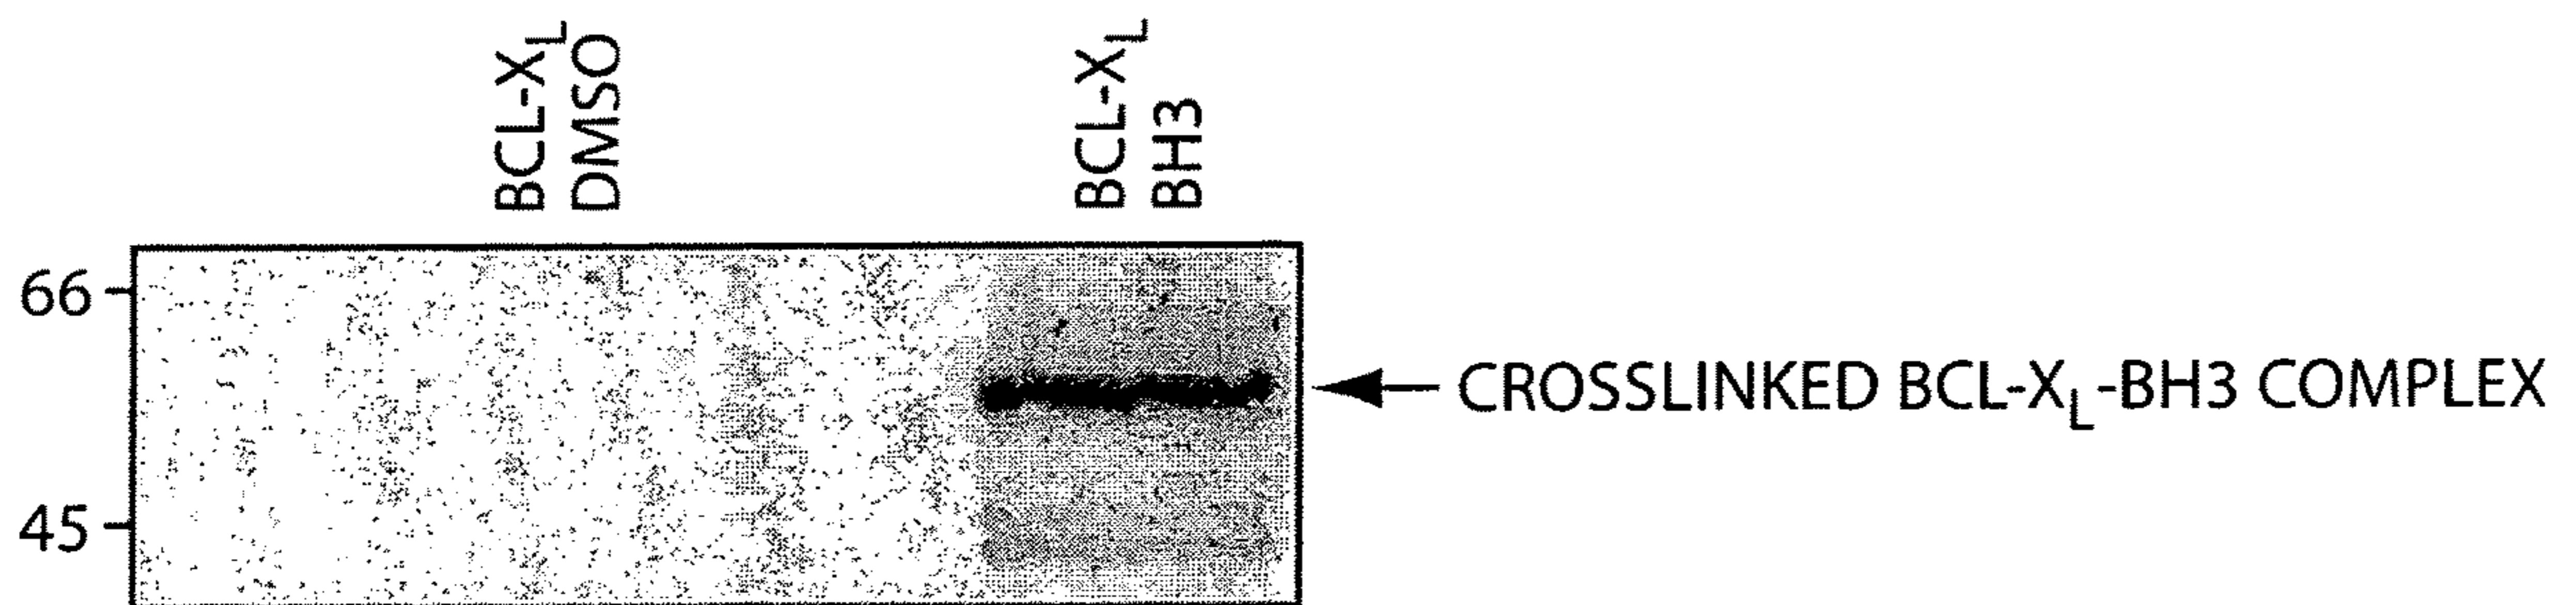 BCL-XL
DMSO
BCL-XL
BH3
66
CROSSLINKED BCL-XL-BH3 COMPLEX
45